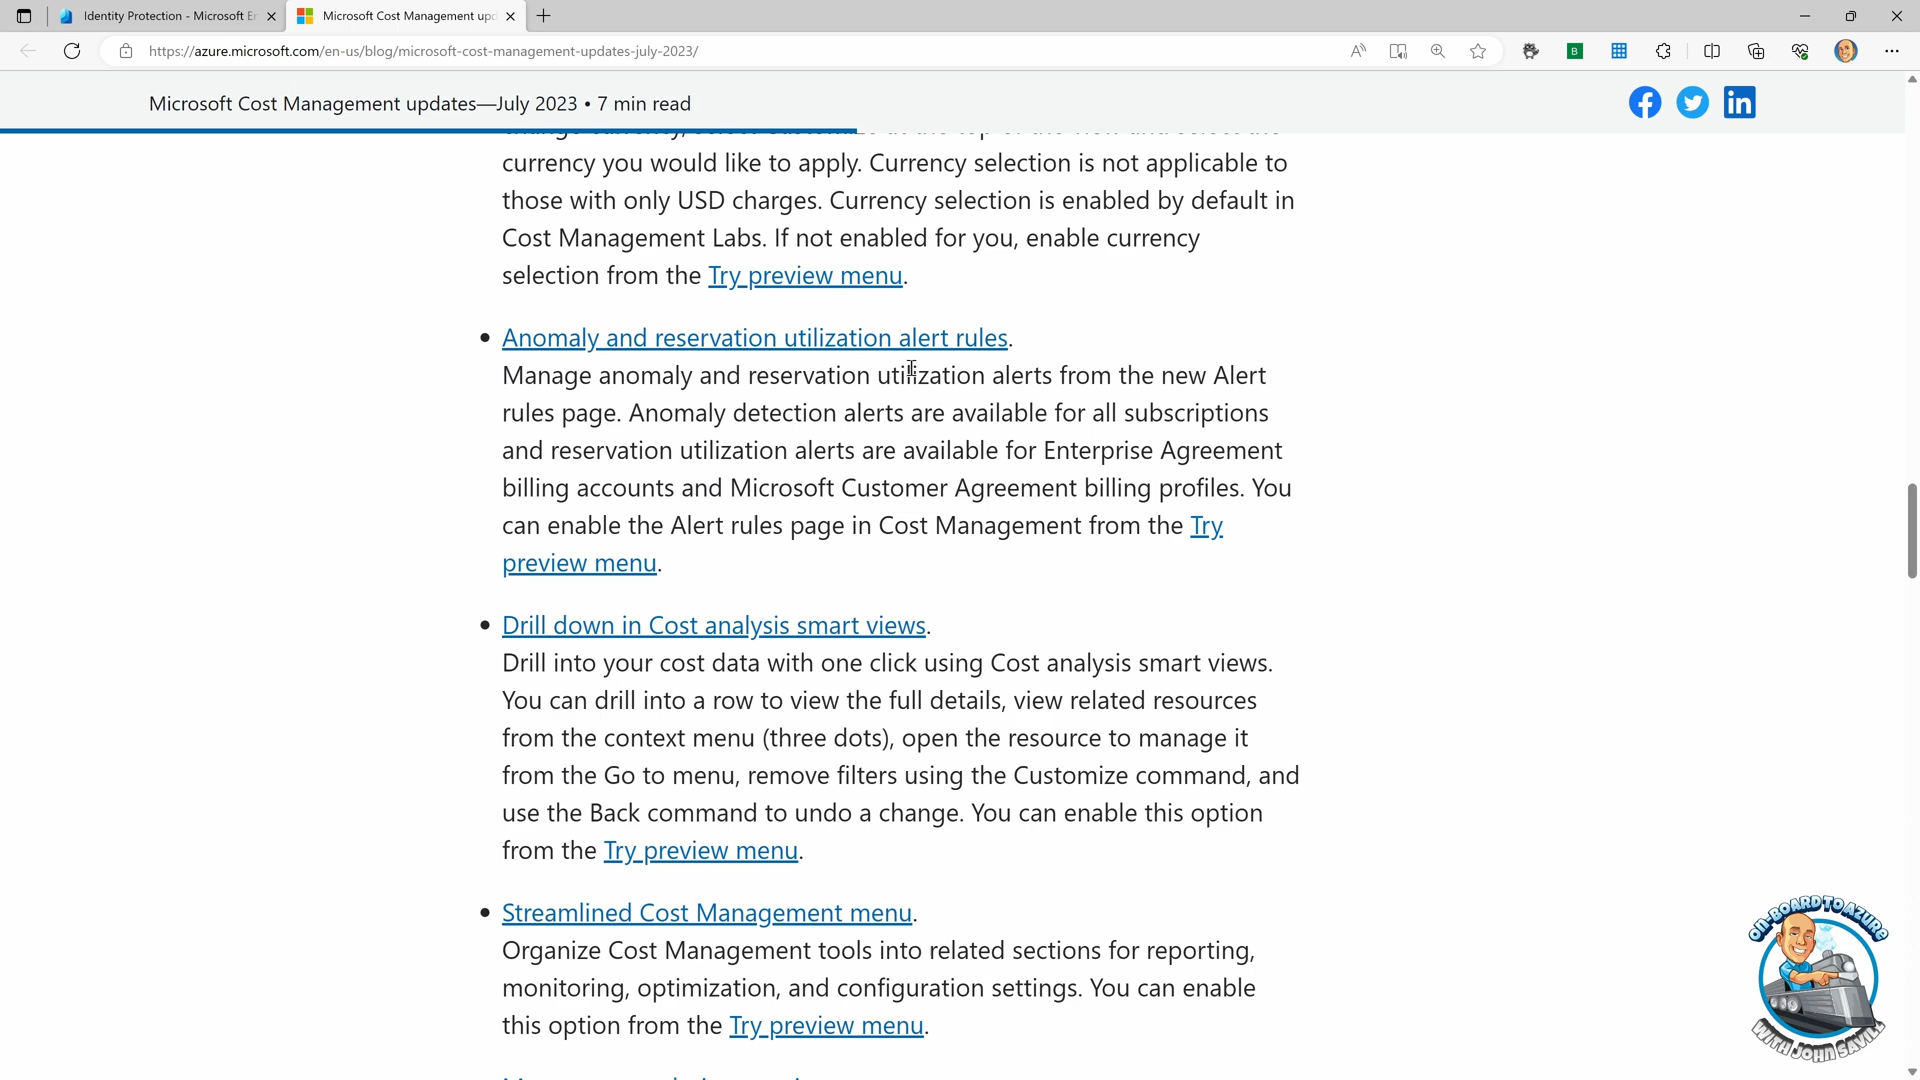 Identity Protection - Microsoft En
Microsoft Cost Management upd
https://azure.microsoft.com/en-us/blog/microsoft-cost-management-updates-july-2023/
Microsoft Cost Management updates—July 2023 • 7 min read
currency you would like to apply. Currency selection is not applicable to
those with only USD charges. Currency selection is enabled by default in
Cost Management Labs. If not enabled for you, enable currency
selection from the Try preview menu.
• Anomaly and reservation utilization alert rules.
Manage anomaly and reservation utilization alerts from the new Alert
rules page. Anomaly detection alerts are available for all subscriptions
and reservation utilization alerts are available for Enterprise Agreement
billing accounts and Microsoft Customer Agreement billing profiles. You
can enable the Alert rules page in Cost Management from the Try
preview menu.
• Drill down in Cost analysis smart views.
Drill into your cost data with one click using Cost analysis smart views.
You can drill into a row to view the full details, view related resources
from the context menu (three dots), open the resource to manage it
from the Go to menu, remove filters using the Customize command, and
use the Back command to undo a change. You can enable this option
from the Try preview menu.
• Streamlined Cost Management menu.
Organize Cost Management tools into related sections for reporting,
monitoring, optimization, and configuration settings. You can enable
this option from the Try preview menu.
ON-BOARD TO AZURE
WITH JOHN SAVILL